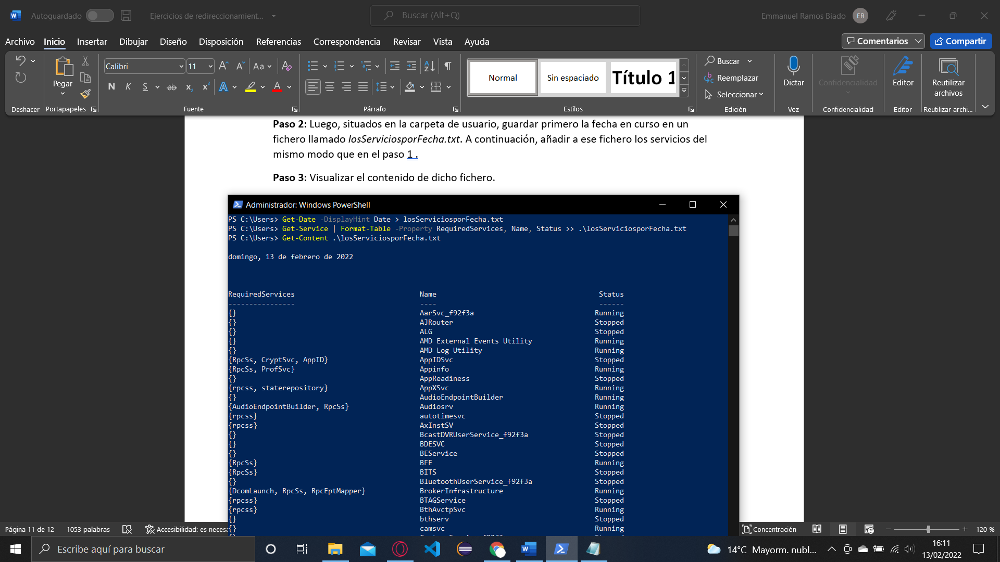 Autoguardado
Ejercicios de redireccionamient...
Buscar (Alt+Q)
Emmanuel Ramos Biado ER
Archivo Inicio Insertar Dibujar Diseño Disposición Referencias Correspondencia Revisar Vista Ayuda
Comentarios Compartir
Pegar
Calibri 11
Aa
N K S ab x₂ x² A A
Normal
Sin espaciado
Título 1
Buscar
Reemplazar
Seleccionar
Dictar
Confidencialidad
Editor
Reutilizar archivos
Deshacer Portapapeles Fuente Párrafo Estilos Edición Voz Confidencialidad Editor Reutilizar archi...
Paso 2: Luego, situados en la carpeta de usuario, guardar primero la fecha en curso en un
fichero llamado losServiciosporFecha.txt. A continuación, añadir a ese fichero los servicios del
mismo modo que en el paso 1 .
Paso 3: Visualizar el contenido de dicho fichero.
Administrador: Windows PowerShell
PS C:\Users> Get-Date -DisplayHint Date > losServiciosporFecha.txt
PS C:\Users> Get-Service | Format-Table -Property RequiredServices, Name, Status >> .\losServiciosporFecha.txt
PS C:\Users> Get-Content .\losServiciosporFecha.txt
domingo, 13 de febrero de 2022
RequiredServices Name Status
---------------- ---- ------
{} AarSvc_f92f3a Running
{} AJRouter Stopped
{} ALG Stopped
{} AMD External Events Utility Running
{} AMD Log Utility Running
{RpcSs, CryptSvc, AppID} AppIDSvc Stopped
{RpcSs, ProfSvc} Appinfo Running
{} AppReadiness Stopped
{rpcss, staterepository} AppXSvc Running
{} AudioEndpointBuilder Running
{AudioEndpointBuilder, RpcSs} Audiosrv Running
{rpcss} autotimesvc Stopped
{rpcss} AxInstSV Stopped
{} BcastDVRUserService_f92f3a Stopped
{} BDESVC Stopped
{} BEService Stopped
{RpcSs} BFE Running
{RpcSs} BITS Stopped
{} BluetoothUserService_f92f3a Stopped
{DcomLaunch, RpcSs, RpcEptMapper} BrokerInfrastructure Running
{rpcss} BTAGService Stopped
{rpcss} BthAvctpSvc Running
{} bthserv Stopped
{} camsvc Running
Página 11 de 12 1053 palabras Accesibilidad: es necesa
Concentración
120 %
Escribe aquí para buscar
14°C Mayorm. nubl...
16:11
13/02/2022